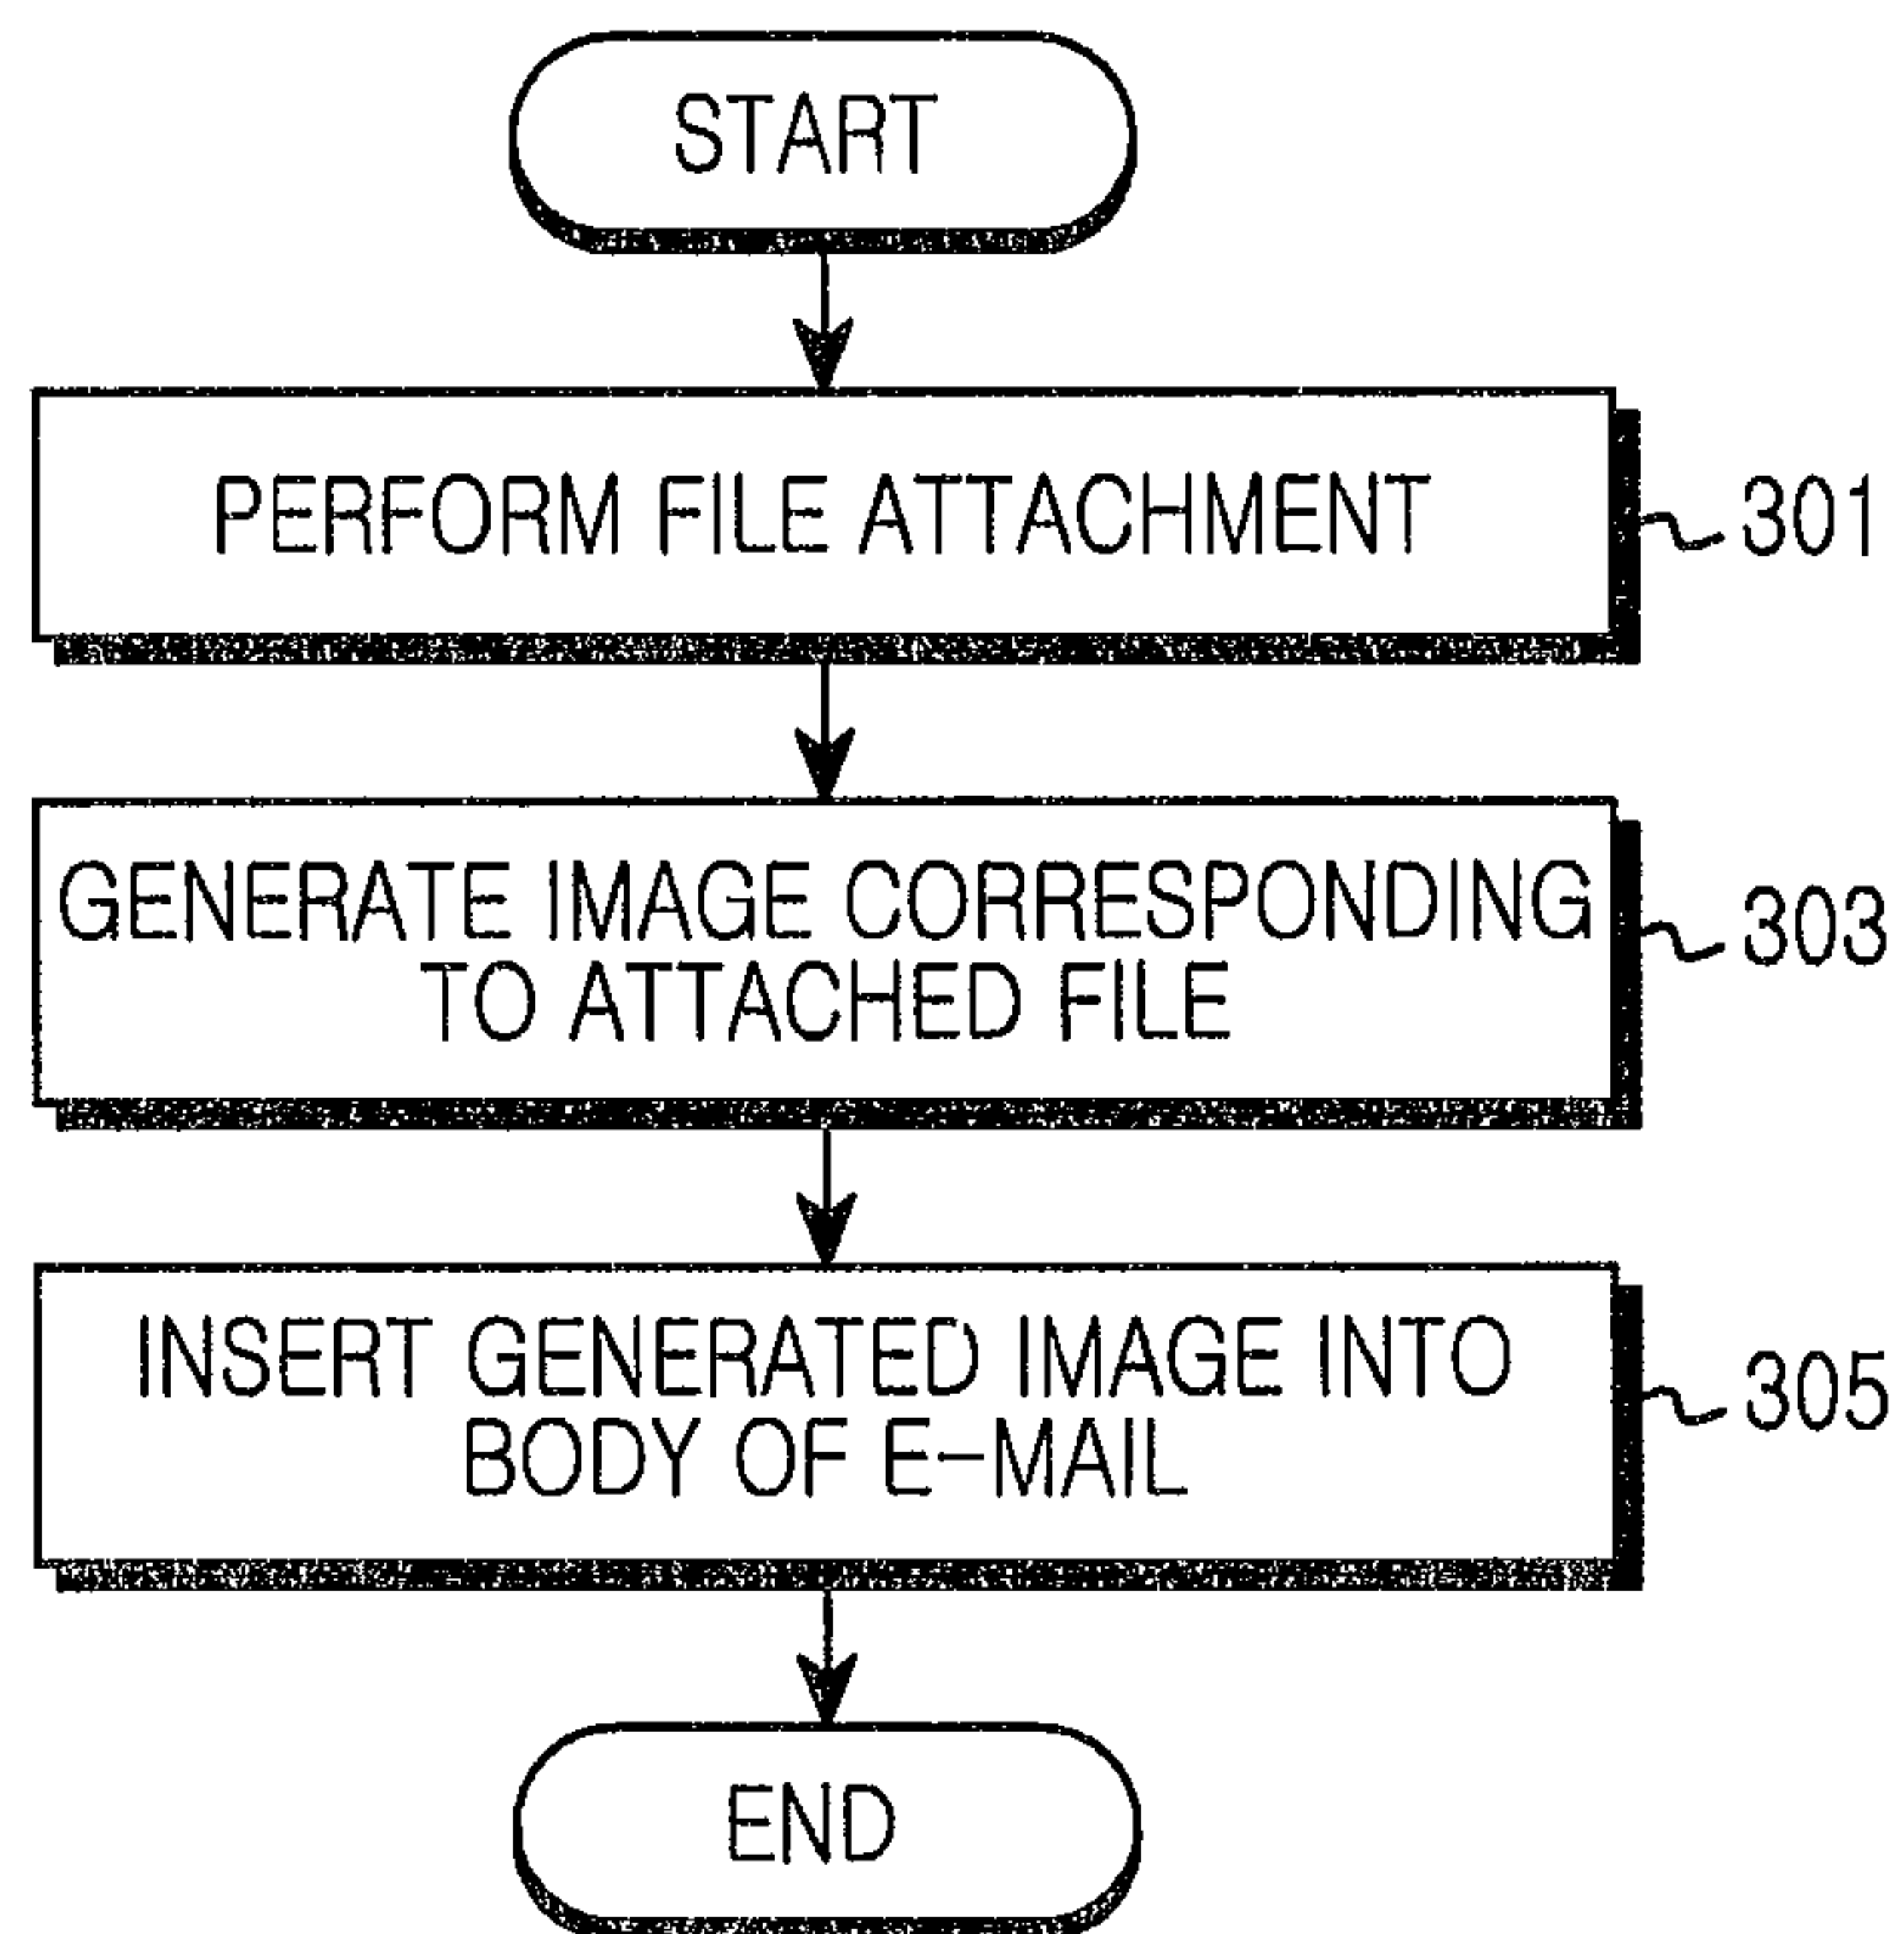 START
PERFORM FILE ATTACHMENT
301
GENERATE IMAGE CORRESPONDING
TO ATTACHED FILE
303
INSERT GENERATED IMAGE INTO
BODY OF E-MAIL
305
END